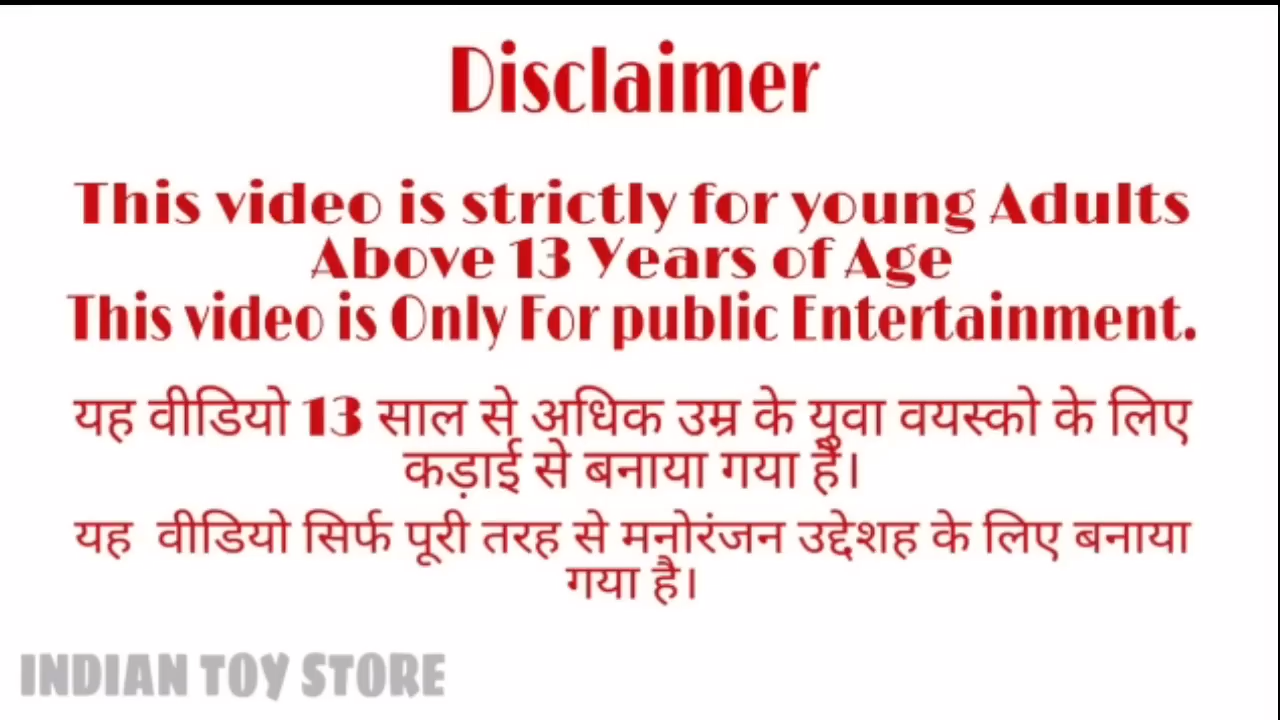 Disclaimer
This video is strictly for young Adults
Above 13 Years of Age
This video is Only For public Entertainment.
यह वीडियो 13 साल से अधिक उम्र के युवा वयस्को के लिए
कड़ाई से बनाया गया है।
यह वीडियो सिर्फ पूरी तरह से मनोरंजन उद्देशह के लिए बनाया
गया है।
INDIAN TOY STORE